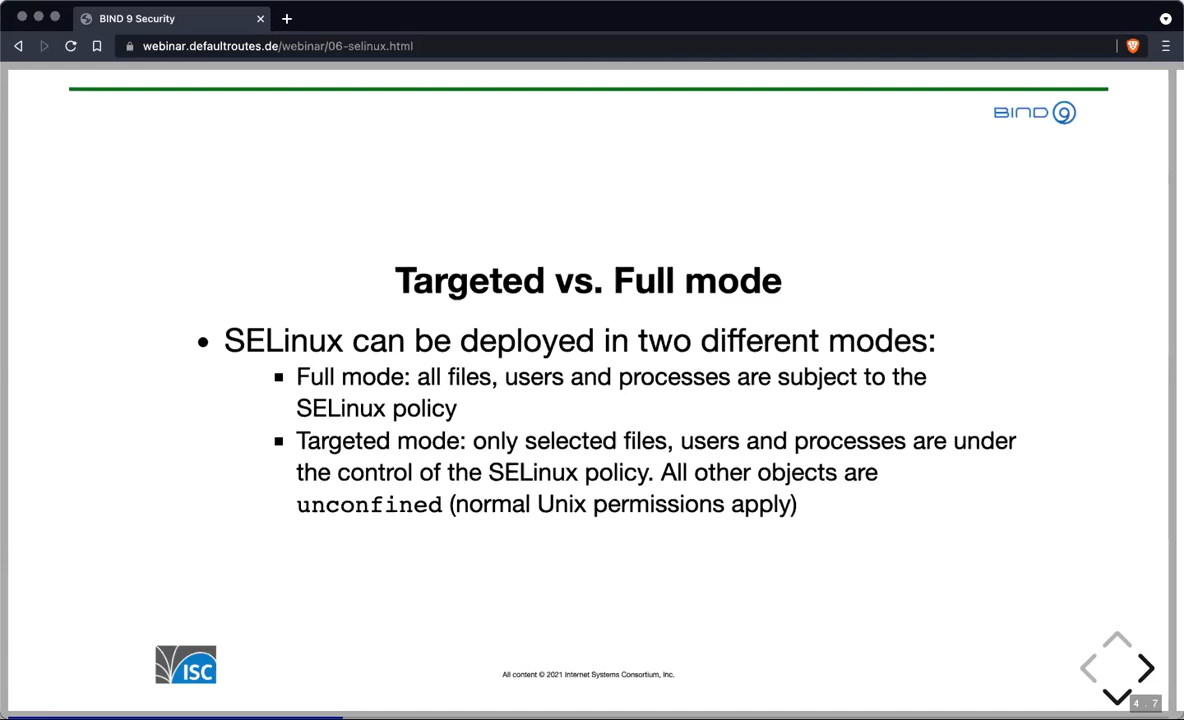 BIND 9 Security
webinar.defaultroutes.de/webinar/06-selinux.html
BIND 9
Targeted vs. Full mode
• SELinux can be deployed in two different modes:
▪ Full mode: all files, users and processes are subject to the
SELinux policy
▪ Targeted mode: only selected files, users and processes are under
the control of the SELinux policy. All other objects are
unconfined (normal Unix permissions apply)
ISC
All content © 2021 Internet Systems Consortium, Inc.
4 . 7